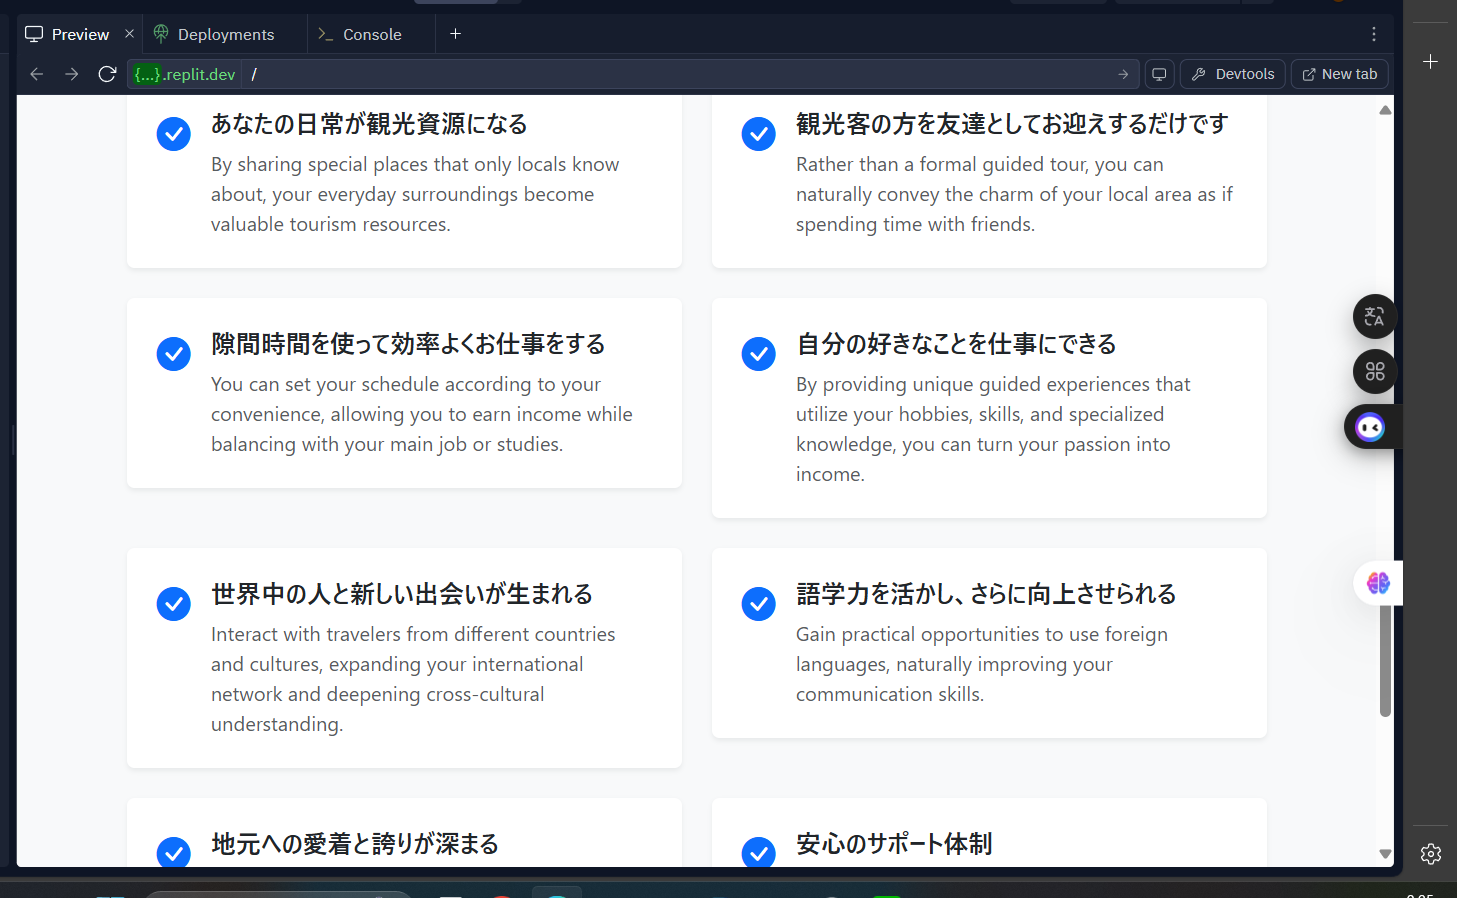 Preview
Deployments
Console
{...}.replit.dev /
Devtools
New tab
あなたの日常が観光資源になる
By sharing special places that only locals know
about, your everyday surroundings become
valuable tourism resources.
観光客の方を友達としてお迎えするだけです
Rather than a formal guided tour, you can
naturally convey the charm of your local area as if
spending time with friends.
隙間時間を使って効率よくお仕事をする
You can set your schedule according to your
convenience, allowing you to earn income while
balancing with your main job or studies.
自分の好きなことを仕事にできる
By providing unique guided experiences that
utilize your hobbies, skills, and specialized
knowledge, you can turn your passion into
income.
世界中の人と新しい出会いが生まれる
Interact with travelers from different countries
and cultures, expanding your international
network and deepening cross-cultural
understanding.
語学力を活かし、さらに向上させられる
Gain practical opportunities to use foreign
languages, naturally improving your
communication skills.
地元への愛着と誇りが深まる
安心のサポート体制